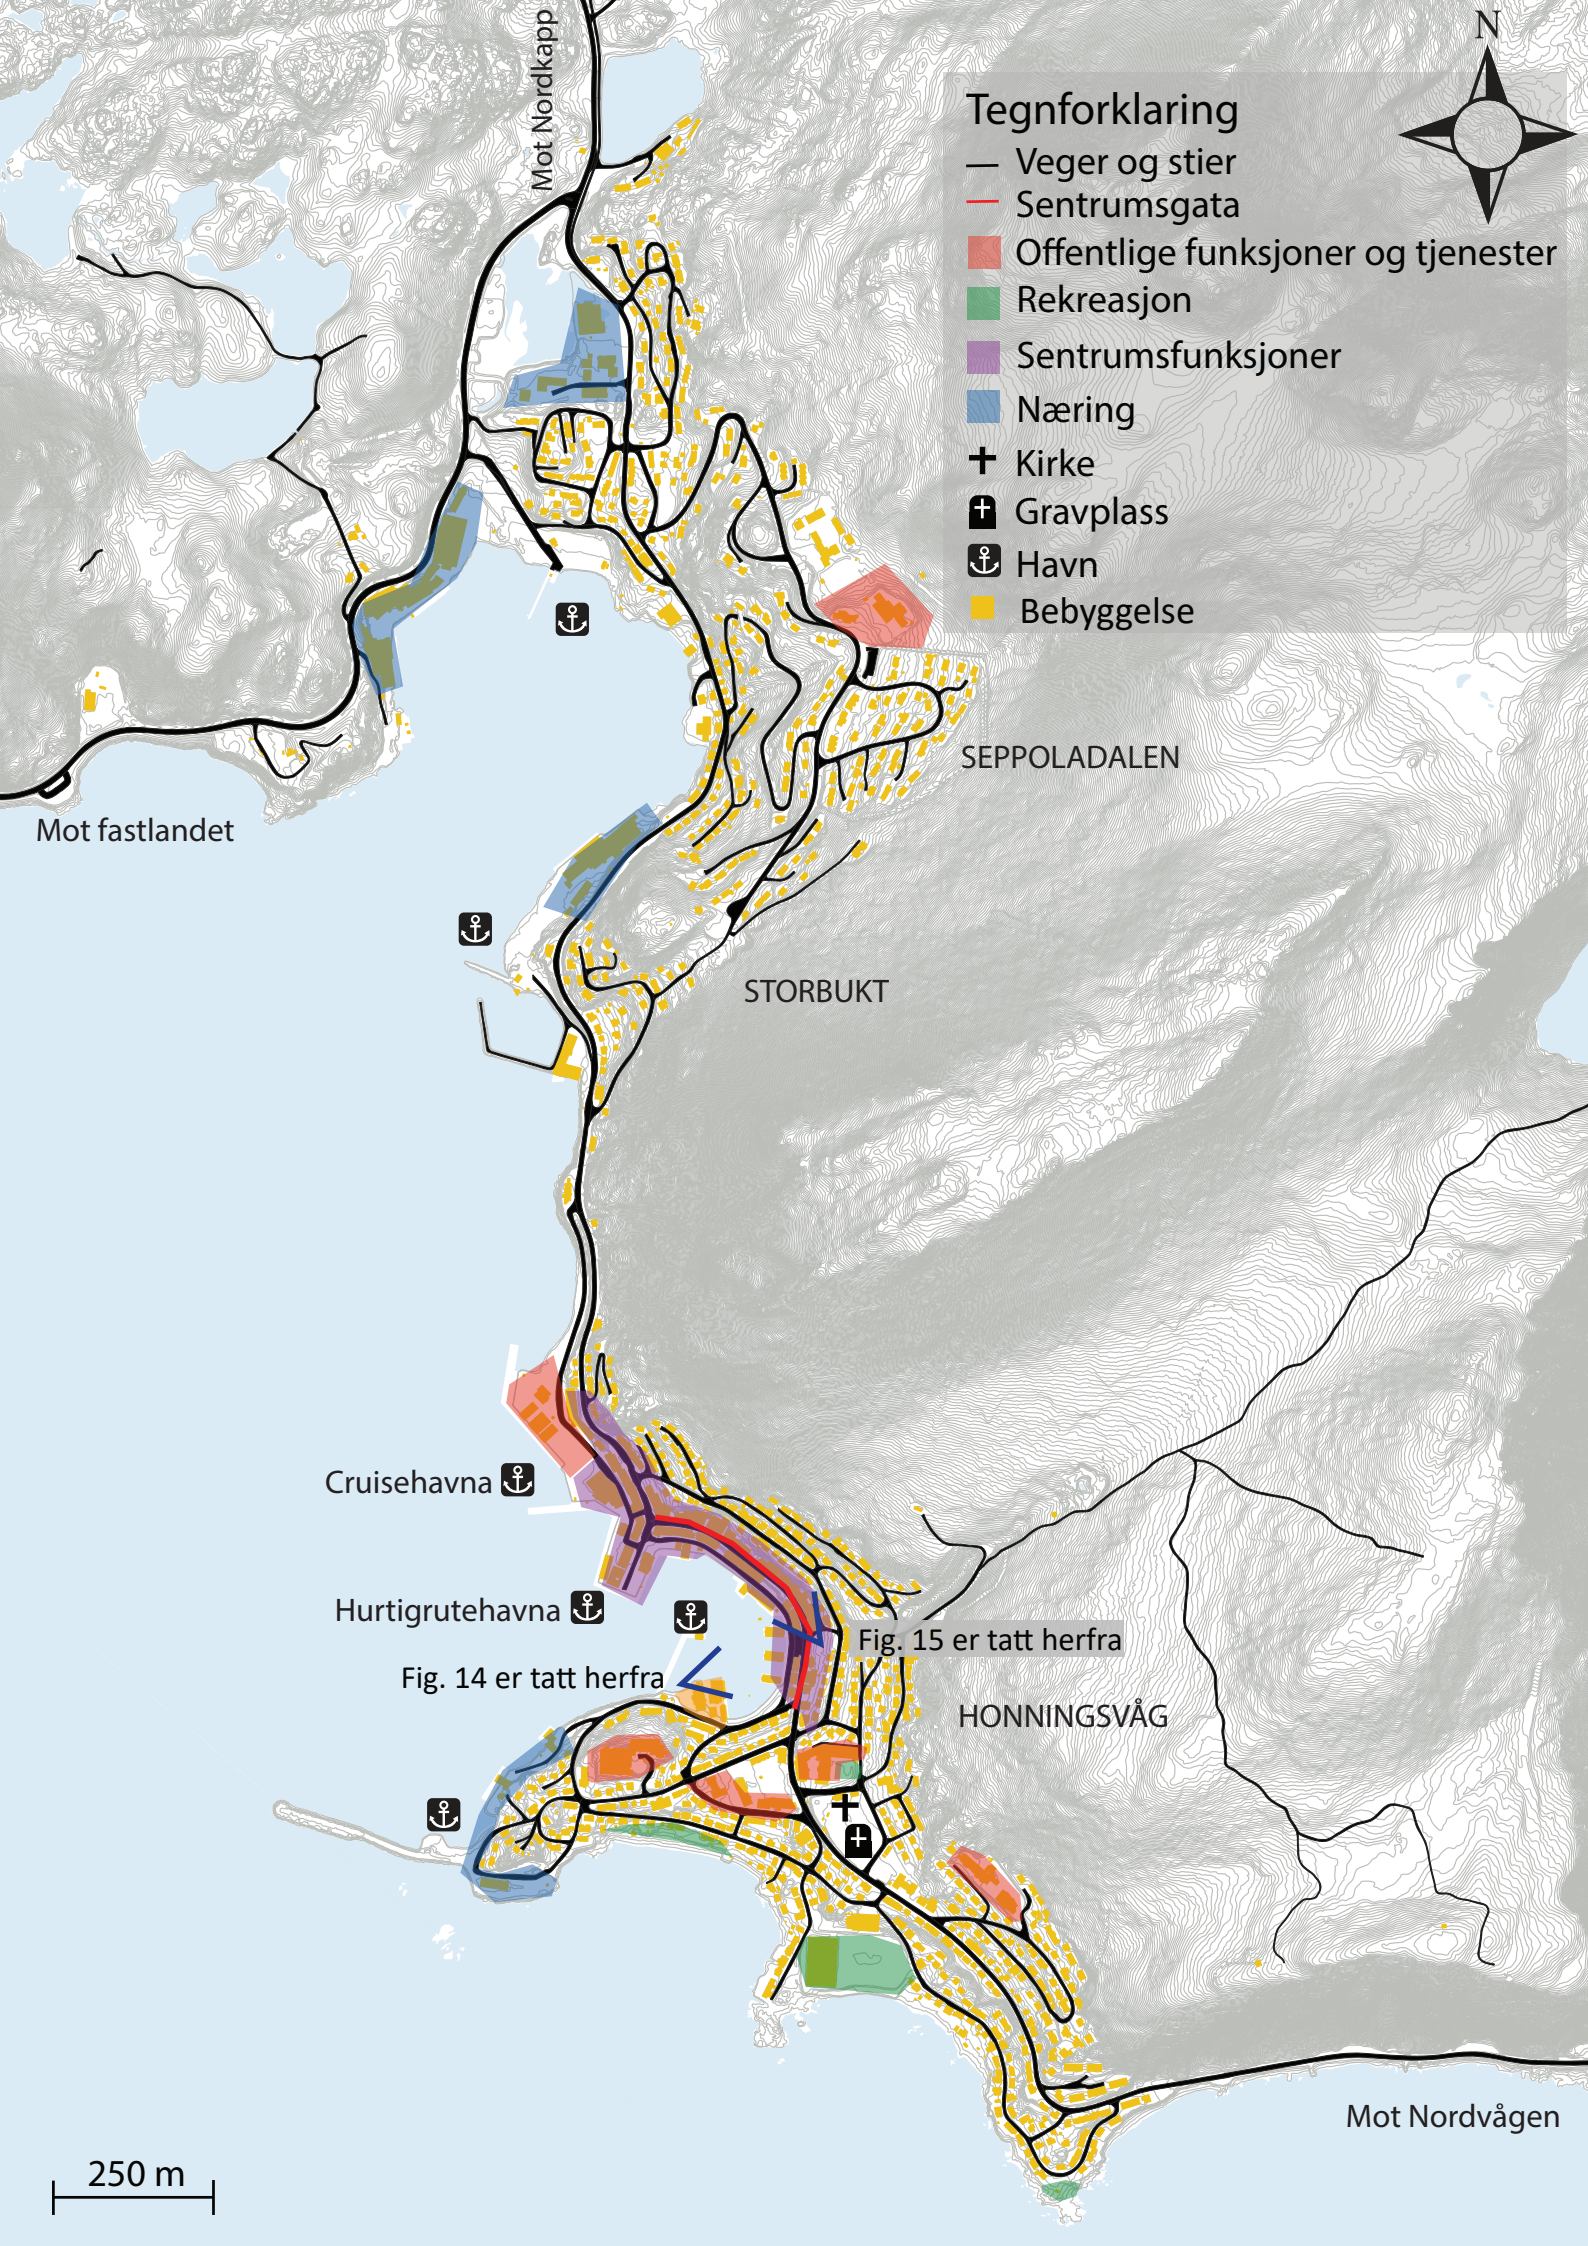 Mot Nordkapp
N
Tegnforklaring
Veger og stier
Sentrumsgata
Offentlige funksjoner og tjenester
Rekreasjon
Sentrumsfunksjoner
Næring
Kirke
Gravplass
Havn
Bebyggelse
SEPPOLADALEN
Mot fastlandet
STORBUKT
Cruisehavna
Hurtigrutehavna
Fig. 15 er tatt herfra
Fig. 14 er tatt herfra
HONNINGSVÅG
Mot Nordvågen
250 m